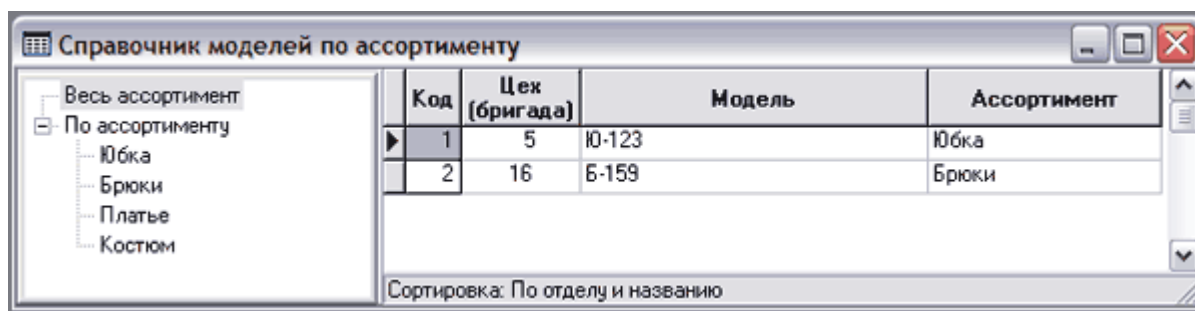 Справочник моделей по ассортименту
Весь ассортимент
По ассортименту
Юбка
Брюки
Платье
Костюм
Код Цех (бригада) Модель Ассортимент
1 5 Ю-123 Юбка
2 16 Б-159 Брюки
Сортировка: По отделу и названию